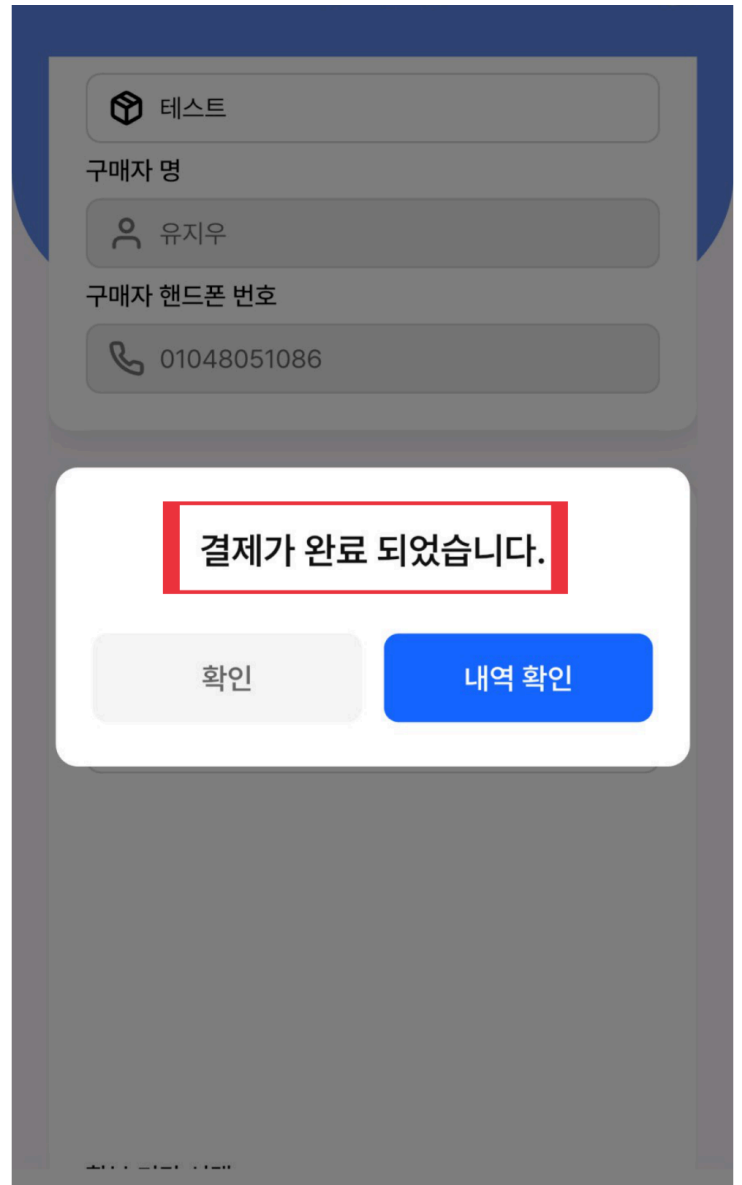 테스트
구매자 명
유지우
구매자 핸드폰 번호
01048051086
결제가 완료 되었습니다.
확인
내역 확인